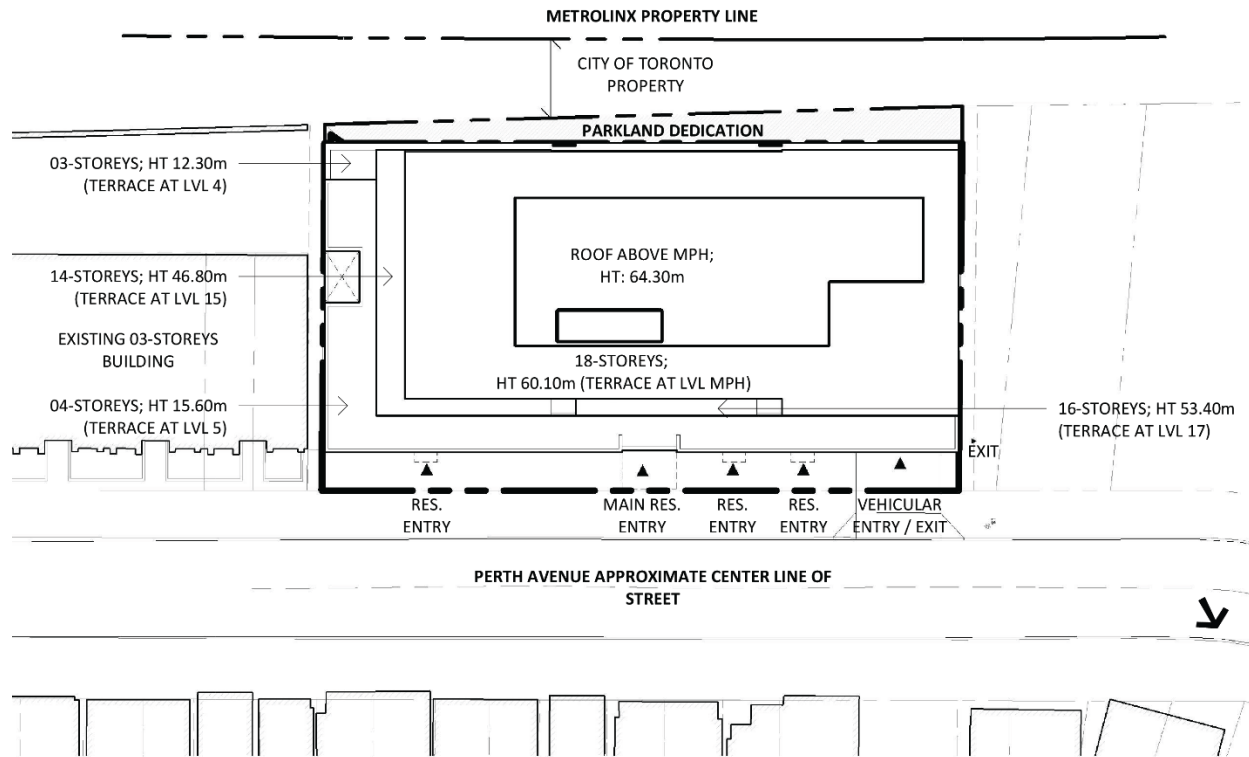 METROLINX PROPERTY LINE
CITY OF TORONTO
PROPERTY
PARKLAND DEDICATION
03-STOREYS; HT 12.30m
(TERRACE AT LVL 4)
14-STOREYS; HT 46.80m
(TERRACE AT LVL 15)
EXISTING 03-STOREYS
BUILDING
04-STOREYS; HT 15.60m
(TERRACE AT LVL 5)
ROOF ABOVE MPH;
HT: 64.30m
18-STOREYS;
HT 60.10m (TERRACE AT LVL MPH)
16-STOREYS; HT 53.40m
(TERRACE AT LVL 17)
EXIT
RES.
ENTRY
MAIN RES.
ENTRY
RES.
ENTRY
RES.
ENTRY
VEHICULAR
ENTRY / EXIT
PERTH AVENUE APPROXIMATE CENTER LINE OF
STREET